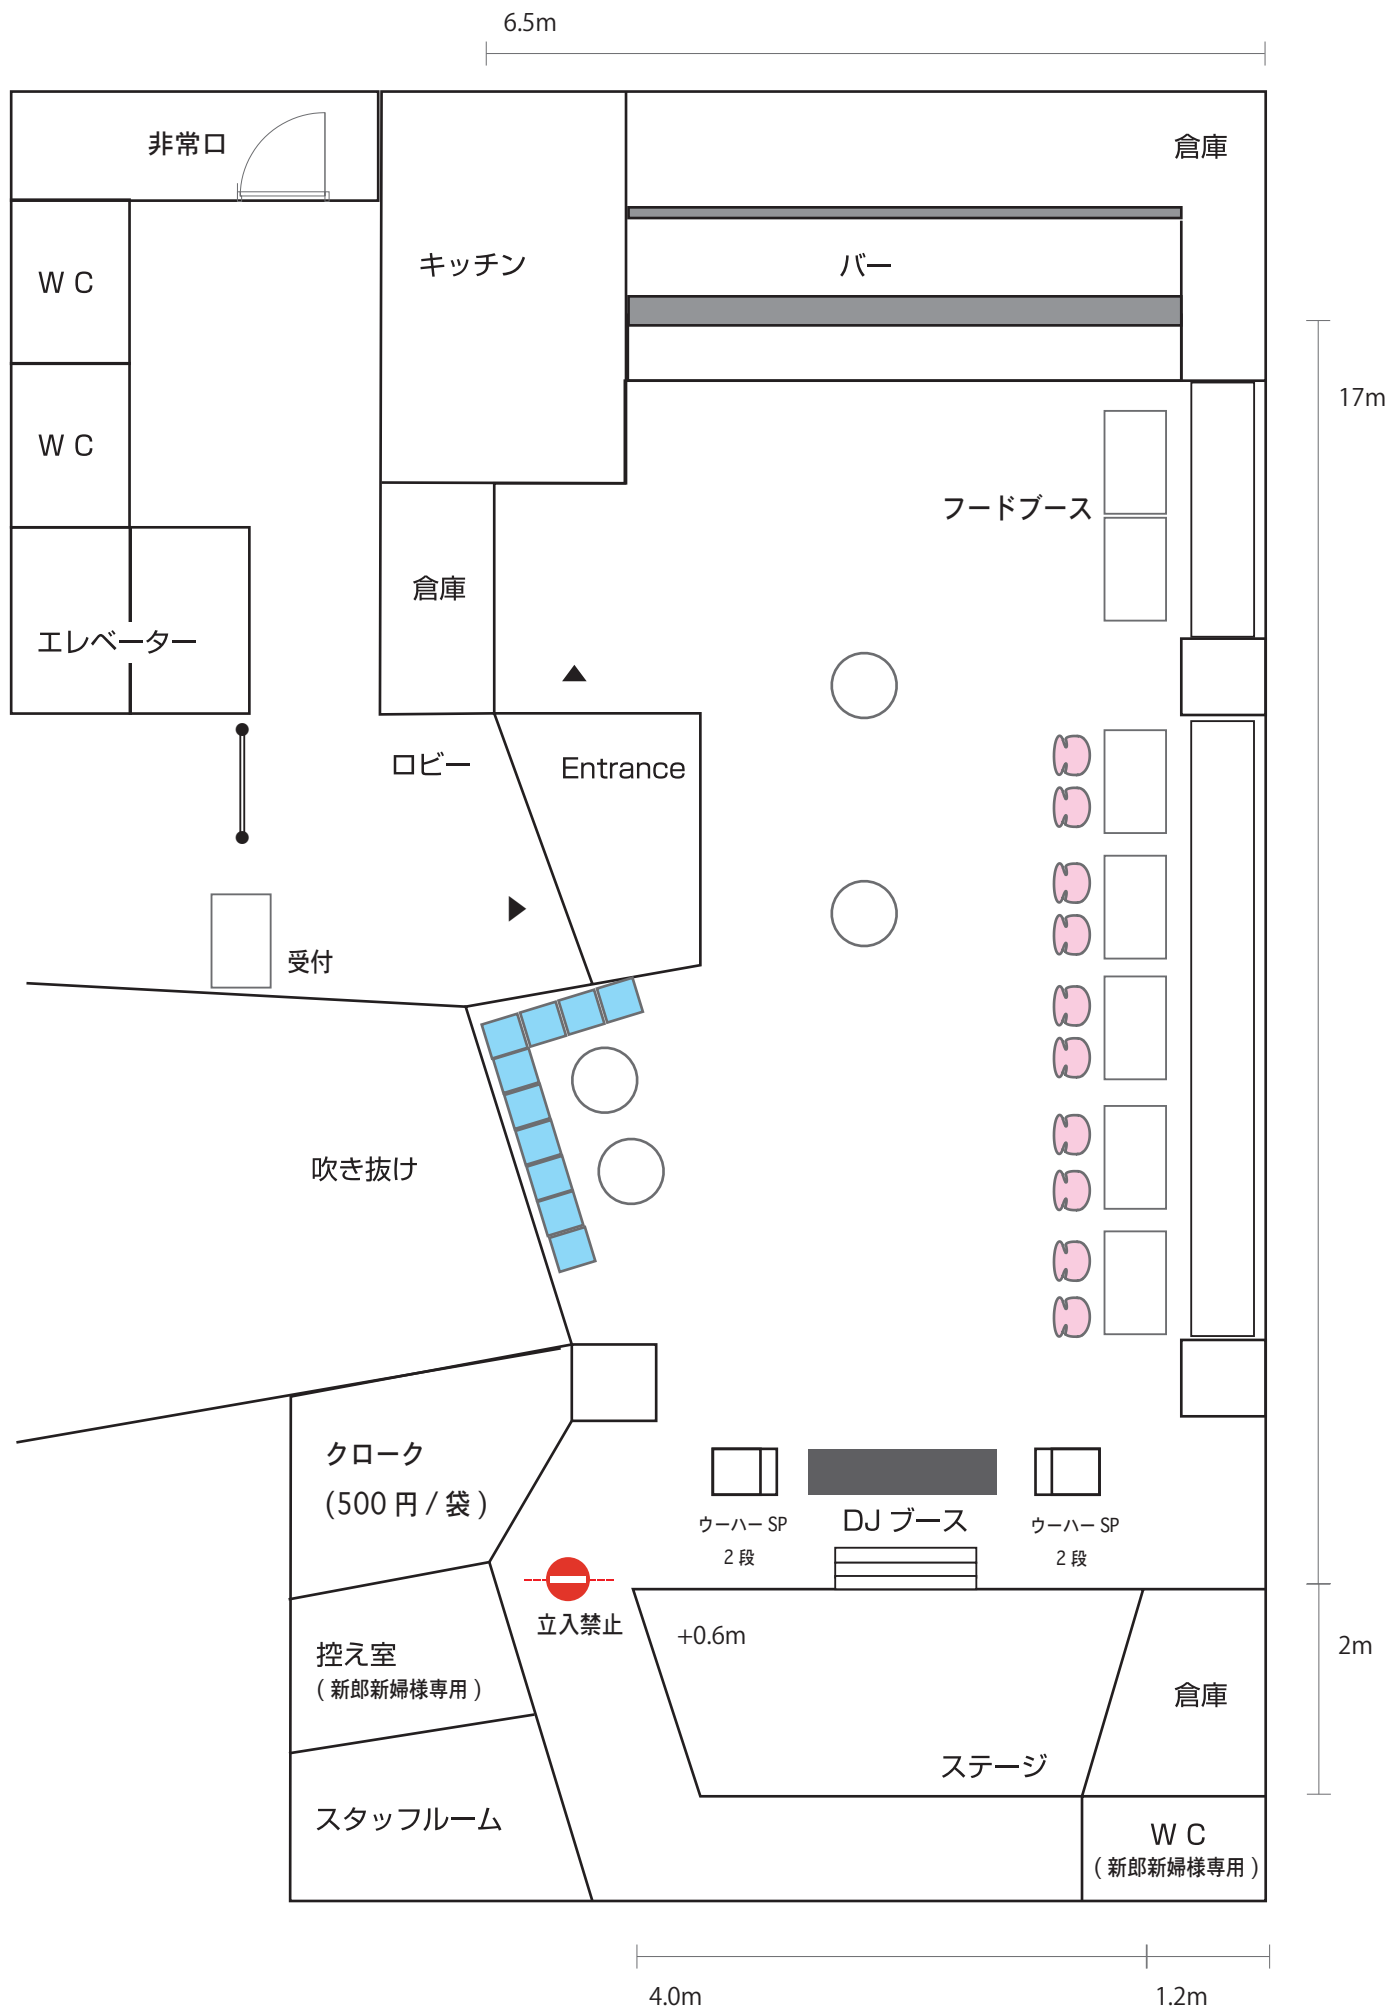 6.5m
非常口
倉庫
キッチン
バー
W C
17m
W C
フードブース
倉庫
エレベーター
ロビー
Entrance
受付
吹き抜け
クローク
(500 円 / 袋 )
DJ ブース
ウーハー SP
2 段
ウーハー SP
2 段
立入禁止
+0.6m
2m
控え室
( 新郎新婦様専用 )
倉庫
ステージ
スタッフルーム
W C
( 新郎新婦様専用 )
4.0m
1.2m